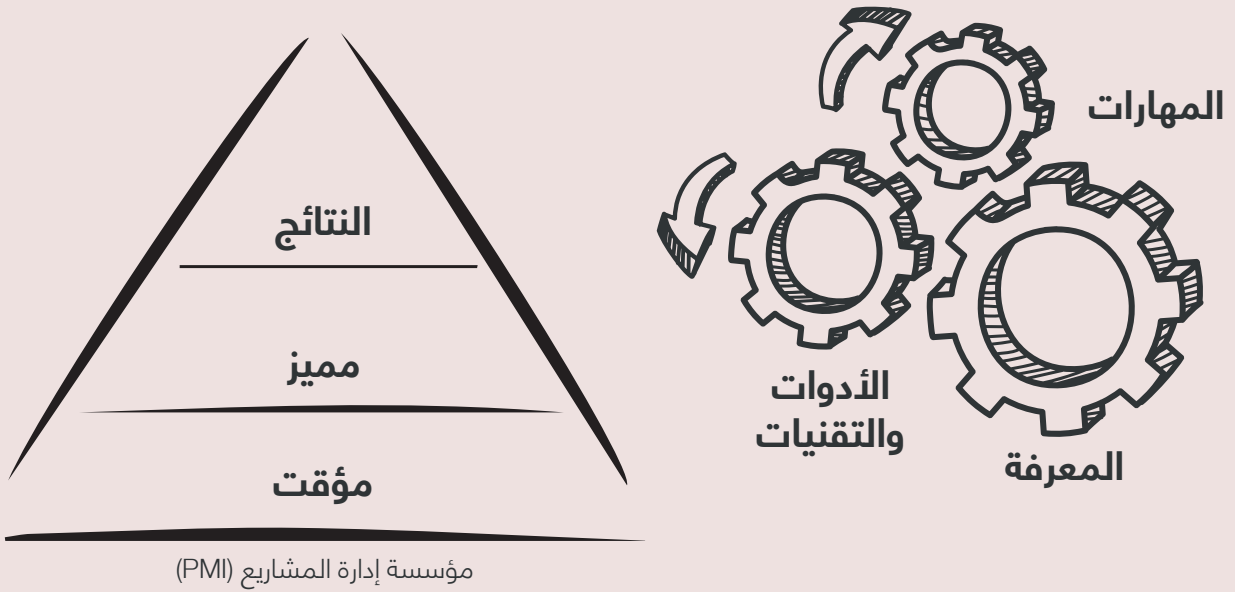 المهارات
الأدوات
والتقنيات
المعرفة
النتائج
مميز
مؤقت
مؤسسة إدارة المشاريع (PMI)